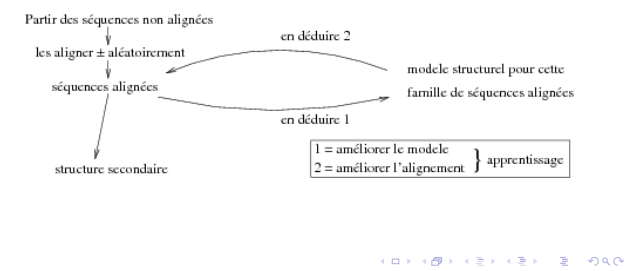 Partir des séquences non alignées
les aligner ± aléatoirement
séquences alignées
structure secondaire
en déduire 2
modele structurel pour cette
famille de séquences alignées
en déduire 1
1 = améliorer le modele
2 = améliorer l'alignement
} apprentissage